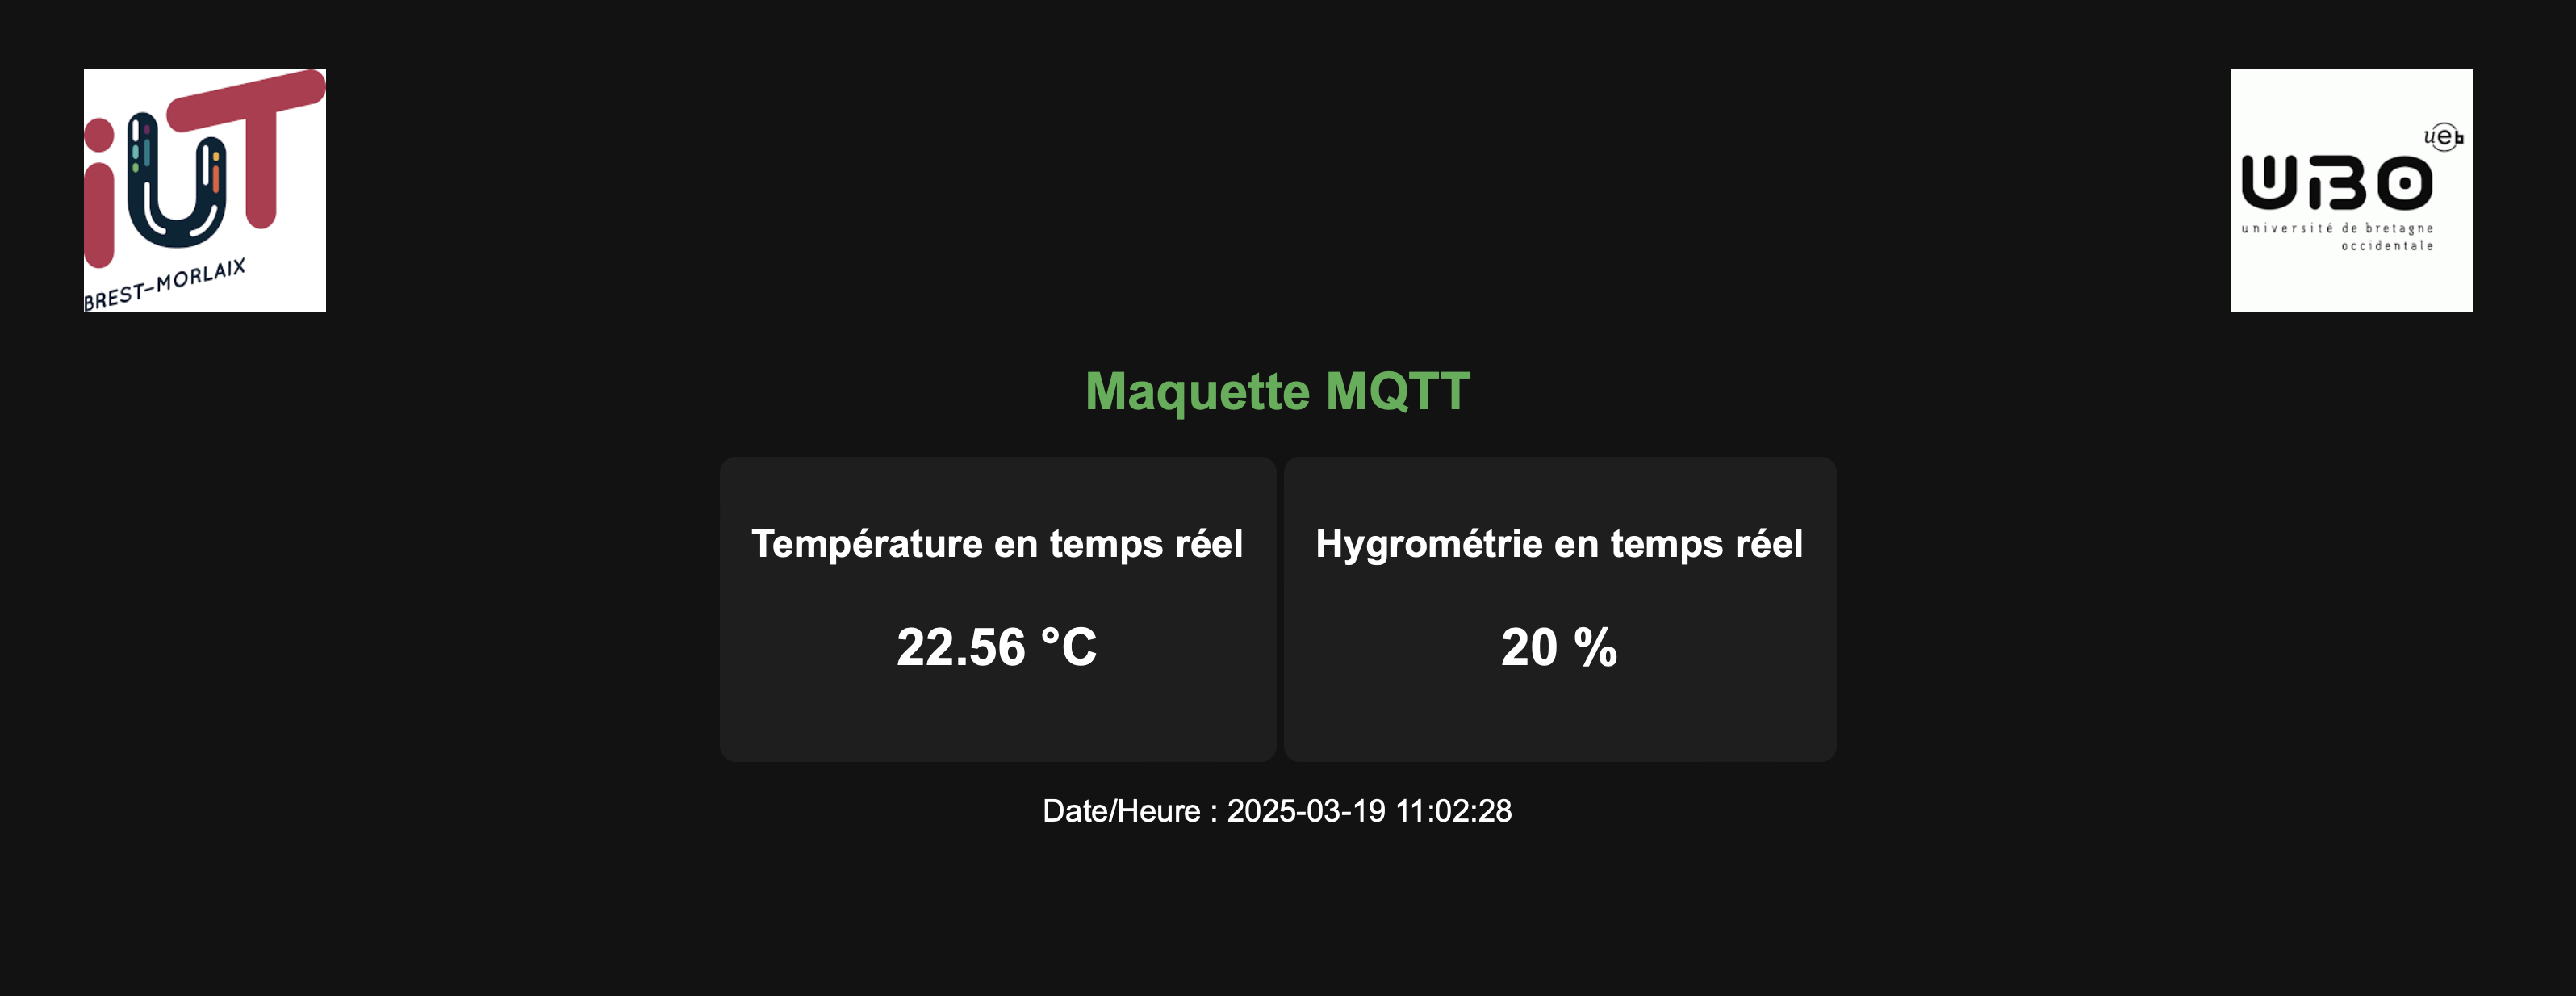 iUT
BREST-MORLAIX
ueb
UBO
université de bretagne
occidentale
Maquette MQTT
Température en temps réel
22.56 °C
Hygrométrie en temps réel
20 %
Date/Heure : 2025-03-19 11:02:28